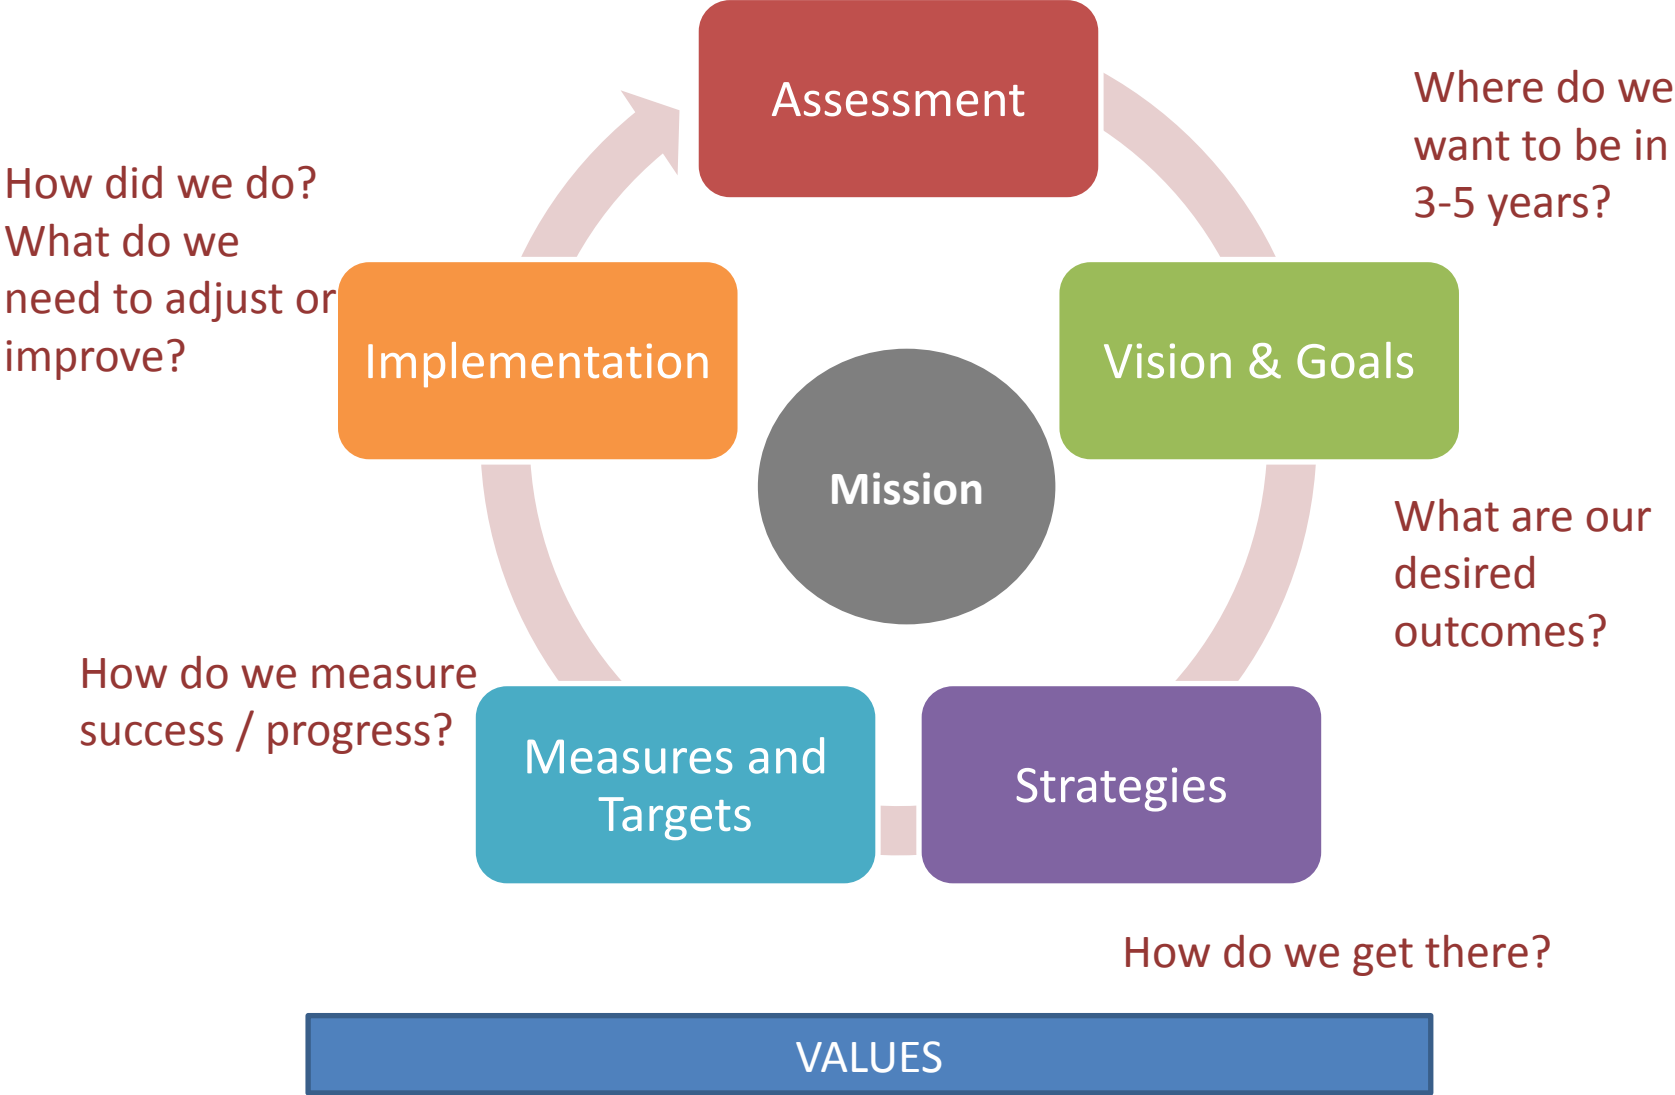 Assessment
Where do we
want to be in
3-5 years?
How did we do?
What do we
need to adjust or
improve?
Implementation
Vision & Goals
Mission
What are our
desired
outcomes?
How do we measure
success / progress?
Measures and
Targets
Strategies
How do we get there?
VALUES